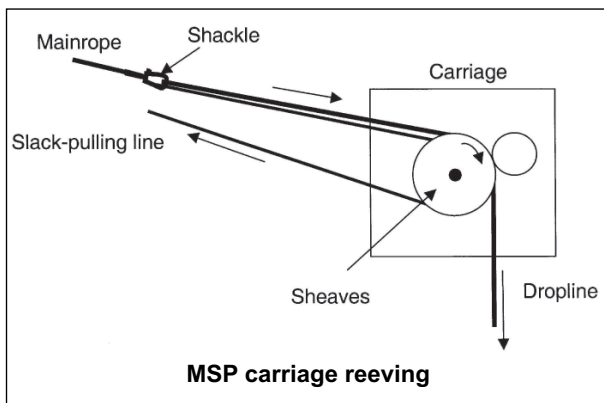 Shackle
Mainrope
Carriage
Slack-pulling line
Sheaves
Dropline
MSP carriage reeving